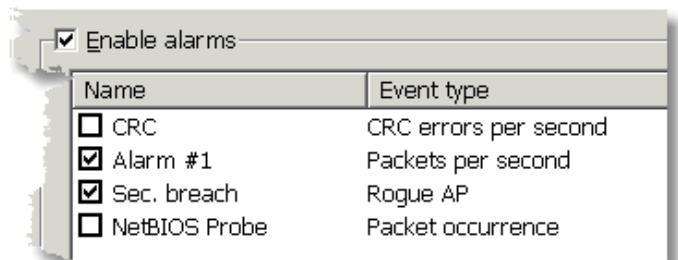 Enable alarms
Name Event type
CRC CRC errors per second
Alarm #1 Packets per second
Sec. breach Rogue AP
NetBIOS Probe Packet occurrence